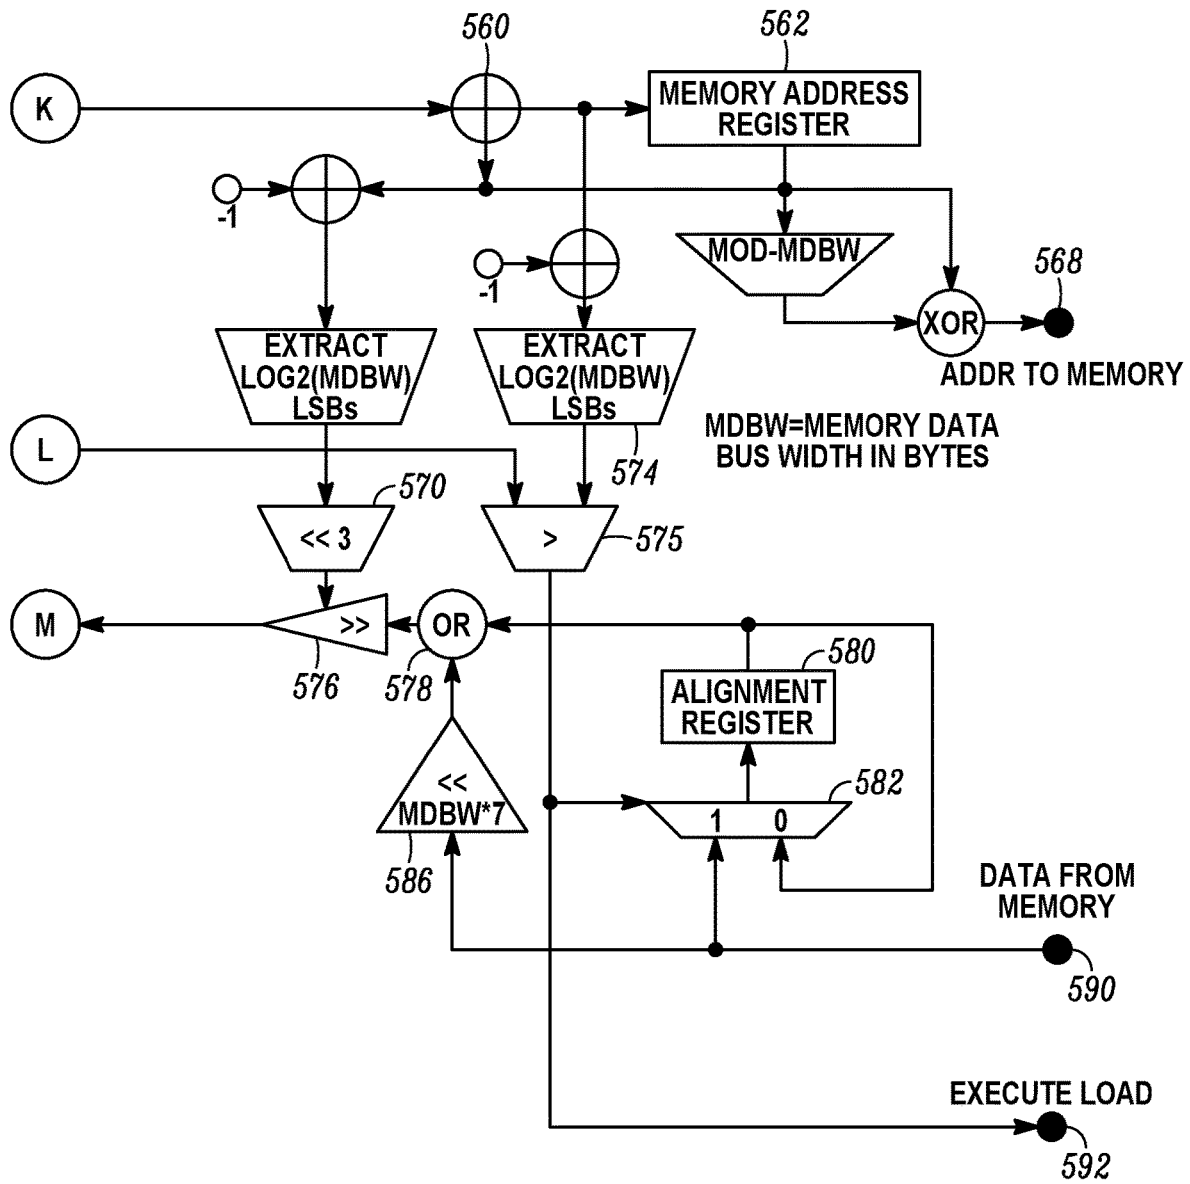 560
562
K
MEMORY ADDRESS
REGISTER
-1
MOD-MDBW
568
-1
XOR
EXTRACT
LOG2(MDBW)
LSBs
EXTRACT
LOG2(MDBW)
LSBs
ADDR TO MEMORY
MDBW=MEMORY DATA
BUS WIDTH IN BYTES
L
574
570
<< 3
>
575
M
>>
OR
576
578
580
ALIGNMENT
REGISTER
<<
MDBW*7
582
1 0
586
DATA FROM
MEMORY
590
EXECUTE LOAD
592